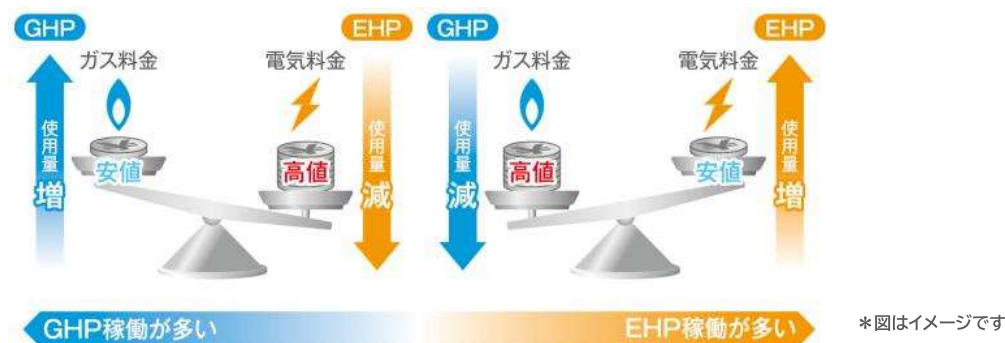 GHP
EHP
ガス料金
電気料金
使用量
増
安値
高値
使用量
減
GHP
EHP
ガス料金
電気料金
使用量
減
高値
安値
使用量
増
GHP稼働が多い
EHP稼働が多い
＊図はイメージです